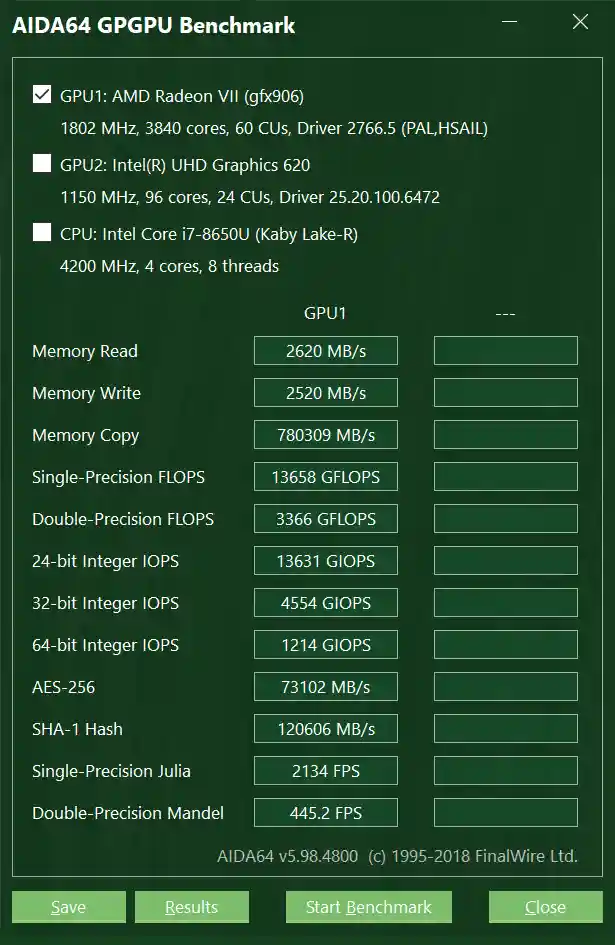 AIDA64 GPGPU Benchmark
GPU1: AMD Radeon VII (gfx906)
1802 MHz, 3840 cores, 60 CUs, Driver 2766.5 (PAL,HSAIL)
GPU2: Intel(R) UHD Graphics 620
1150 MHz, 96 cores, 24 CUs, Driver 25.20.100.6472
CPU: Intel Core i7-8650U (Kaby Lake-R)
4200 MHz, 4 cores, 8 threads
GPU1 ---
Memory Read 2620 MB/s
Memory Write 2520 MB/s
Memory Copy 780309 MB/s
Single-Precision FLOPS 13658 GFLOPS
Double-Precision FLOPS 3366 GFLOPS
24-bit Integer IOPS 13631 GIOPS
32-bit Integer IOPS 4554 GIOPS
64-bit Integer IOPS 1214 GIOPS
AES-256 73102 MB/s
SHA-1 Hash 120606 MB/s
Single-Precision Julia 2134 FPS
Double-Precision Mandel 445.2 FPS
AIDA64 v5.98.4800 (c) 1995-2018 FinalWire Ltd.
Save Results Start Benchmark Close